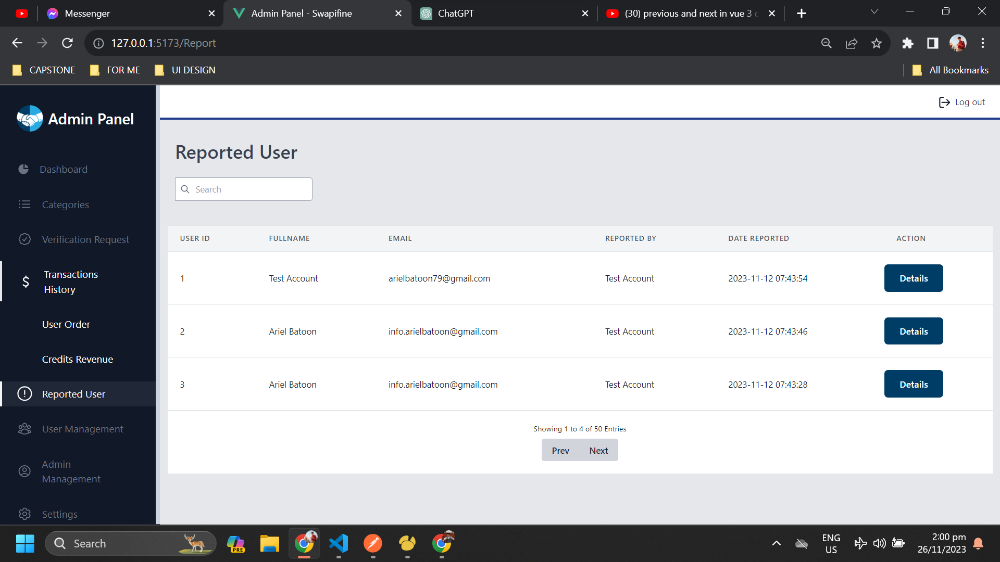 Messenger
Admin Panel - Swapifine
ChatGPT
(30) previous and next in vue 3 c
127.0.0.1:5173/Report
CAPSTONE
FOR ME
UI DESIGN
All Bookmarks
Admin Panel
Log out
Dashboard
Categories
Verification Request
Transactions
History
User Order
Credits Revenue
Reported User
User Management
Admin
Management
Settings
Reported User
Search
USER ID FULLNAME EMAIL REPORTED BY DATE REPORTED ACTION
1 Test Account arielbatoon79@gmail.com Test Account 2023-11-12 07:43:54 Details
2 Ariel Batoon info.arielbatoon@gmail.com Test Account 2023-11-12 07:43:46 Details
3 Ariel Batoon info.arielbatoon@gmail.com Test Account 2023-11-12 07:43:28 Details
Showing 1 to 4 of 50 Entries
Prev Next
Search
PRE
ENG
US
2:00 pm
26/11/2023